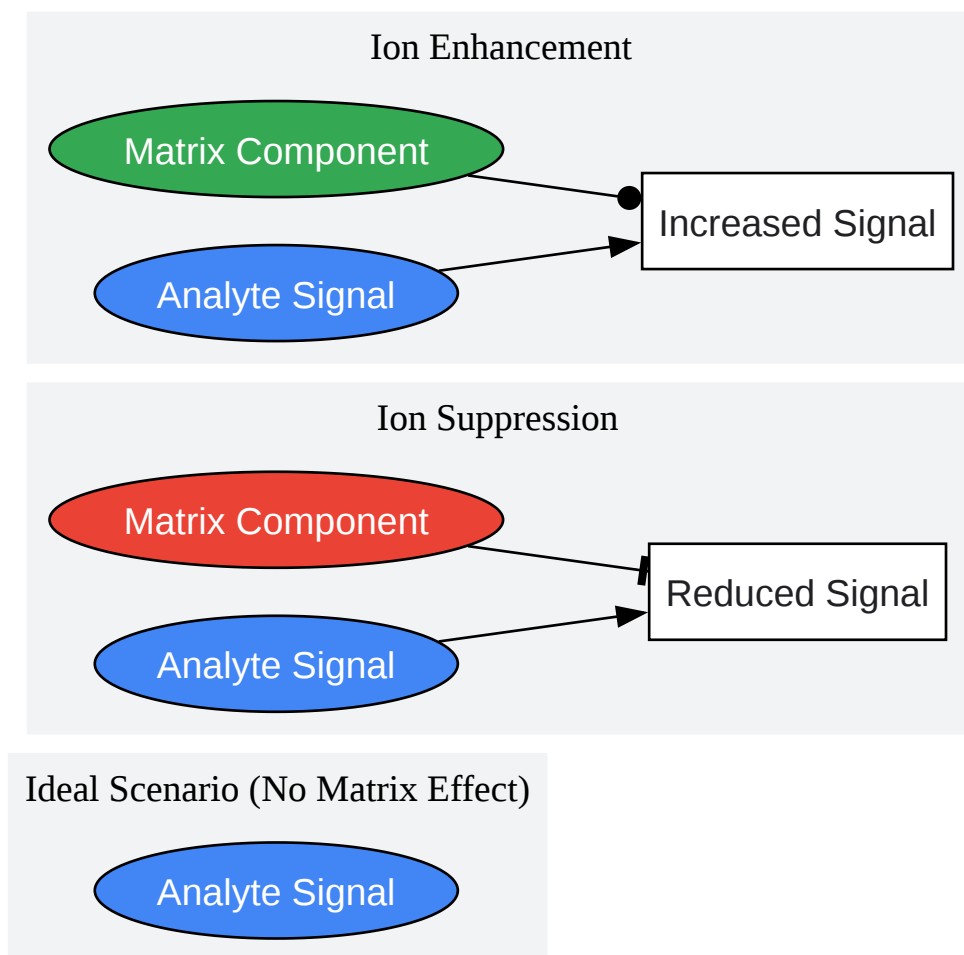 Ion Enhancement
Matrix Component
Increased Signal
Analyte Signal
Ion Suppression
Matrix Component
Reduced Signal
Analyte Signal
Ideal Scenario (No Matrix Effect)
Analyte Signal